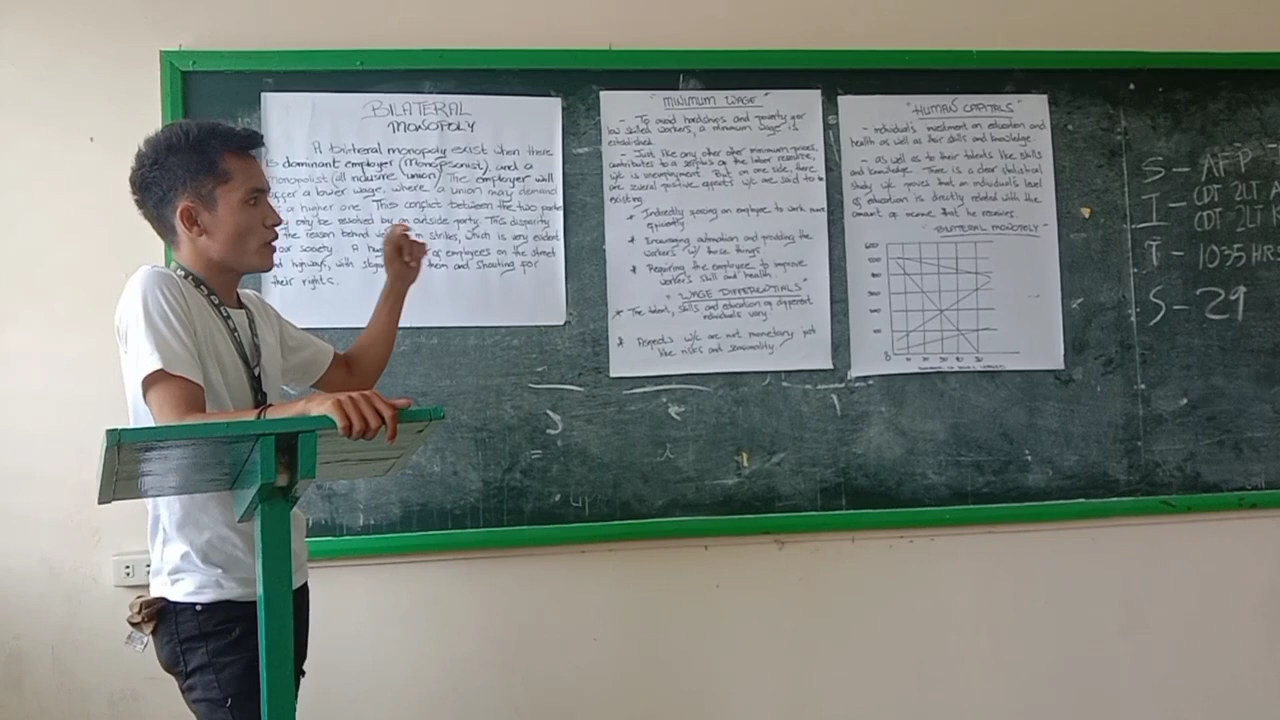 BILATERAL
MONOPOLY
A bilateral monopoly exist when there
is dominant employer (Monopsonist), and a
monopolist (all industrie union) The employer will
offer a lower wage, where a union may demand
a higher one. This conflict between the two parties
only be resolved by an outside party. This disparity
the reason behind strikes, which is very evident
our society. A of employees on the street
highways, with them and shouting for
their rights.
"MINIMUM WAGE"
- To avoid hardships and poverty for
low skilled workers, a minimum wage is
established.
- Just like any other other minimum prices,
contributes to a surplus on the labor resource,
w/c is unemployment. But on one side, there
are several positive effects w/c are said to be
existing
* Indirectly forcing an employee to work more
efficiently
* Encouraging automation and providing the
workers w/ those things
* Requiring the employee to improve
worker's skill and health
"WAGE DIFFERENTIALS"
* The talent, skills and education of different
individuals vary.
* Aspects w/c are not monetary just
like risks and seasonality.
"HUMAN CAPITALS"
- Individual's investment on education and
health as well as their skills and knowledge
- as well as to their talents like skills
and knowledge. There is a clear statistical
study w/c proves that an individual's level
of education is directly related with the
amount of income that he receives.
"BILATERAL MONOPOLY"
600
500
0
S - AFP
I - CDT 2LT A
CDT 2LT
T - 1035 HRS
S - 29